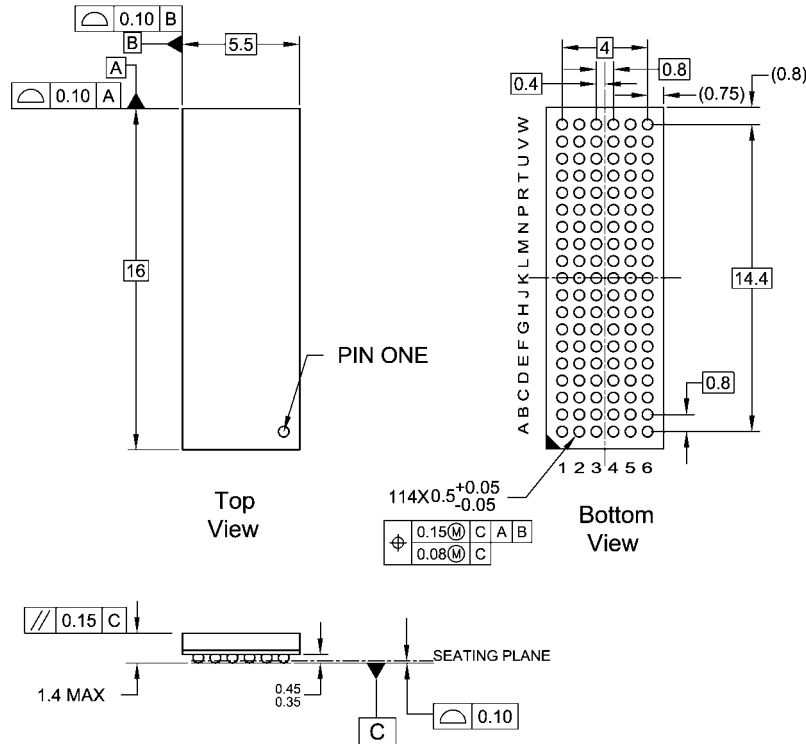 ⌓ 0.10 B
B
5.5
A
⌓ 0.10 A
16
PIN ONE
Top
View
4
0.8
0.4
(0.8)
(0.75)
A B C D E F G H J K L M N P R T U V W
14.4
0.8
1 2 3 4 5 6
114X0.5 +0.05
-0.05
⌖ 0.15Ⓜ C A B
0.08Ⓜ C
Bottom
View
// 0.15 C
1.4 MAX
0.45
0.35
SEATING PLANE
C
⌓ 0.10